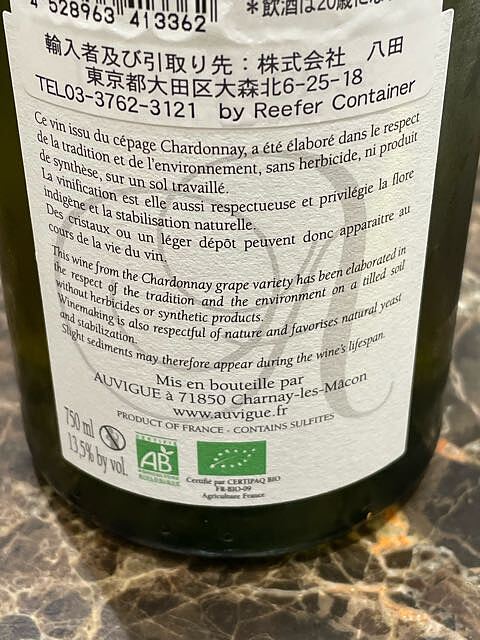 4 528963 413362
*飲酒は20歳に
輸入者及び引取り先：株式会社　八田
東京都大田区大森北6-25-18
TEL03-3762-3121 by Reefer Container
Ce vin issu du cépage Chardonnay, a été élaboré dans le respect
de la tradition et de l'environnement, sans herbicide, ni produit
de synthèse, sur un sol travaillé.
La vinification est elle aussi respectueuse et privilégie la flore
indigène et la stabilisation naturelle.
Des cristaux ou un léger dépôt peuvent donc apparaitre au
cours de la vie du vin.
This wine from the Chardonnay grape variety has been elaborated in
the respect of the tradition and the environment on a tilled soil
without herbicides or synthetic products.
Winemaking is also respectful of nature and favorises natural yeast
and stabilization.
Slight sediments may therefore appear during the wine's lifespan.
Mis en bouteille par
AUVIGUE à 71850 Charnay-les-Mâcon
www.auvigue.fr
PRODUCT OF FRANCE - CONTAINS SULFITES
750 ml
13,5% by vol.
CERTIFIÉ
AB
AGRICULTURE
BIOLOGIQUE
Certifié par CERTIPAQ BIO
FR-BIO-09
Agriculture France